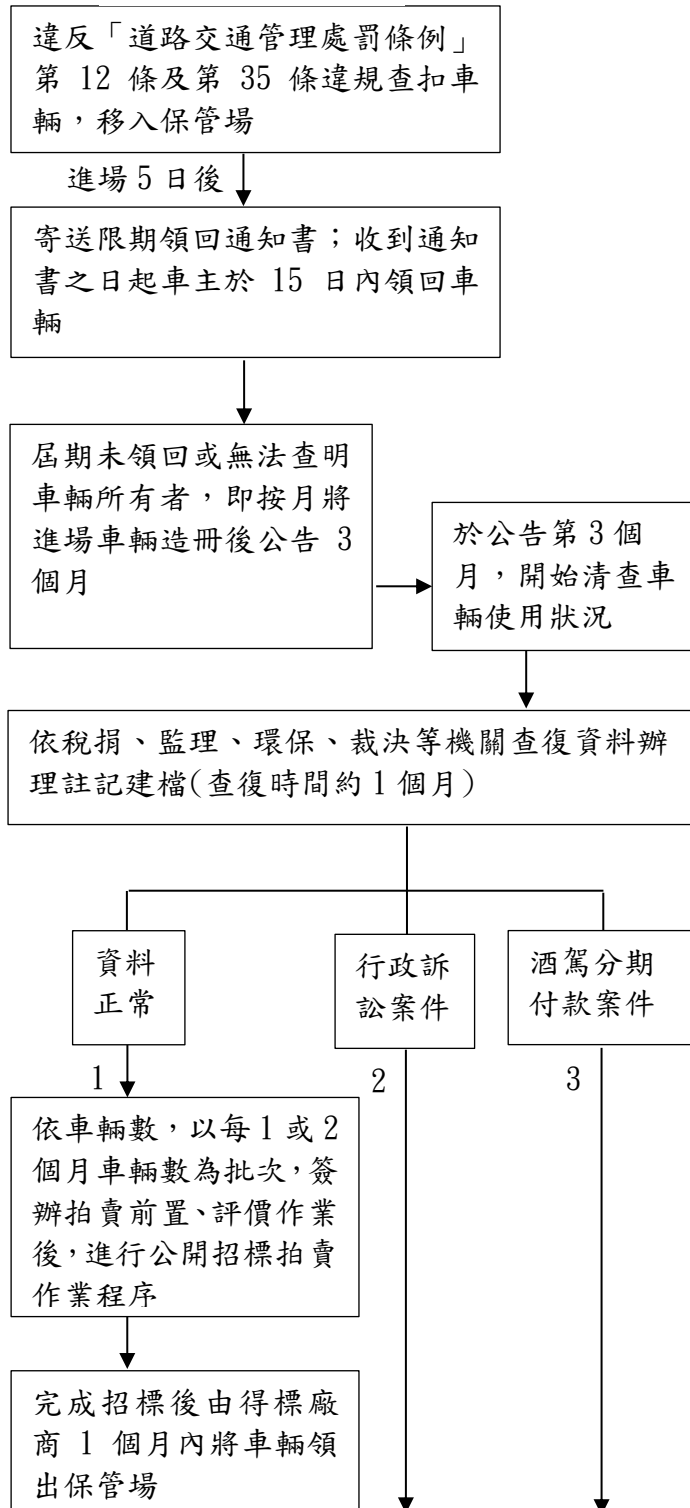 違反「道路交通管理處罰條例」
第 12 條及第 35 條違規查扣車
輛，移入保管場
進場 5 日後
寄送限期領回通知書；收到通知
書之日起車主於 15 日內領回車
輛
屆期未領回或無法查明
車輛所有者，即按月將
進場車輛造冊後公告 3
個月
於公告第 3 個
月，開始清查車
輛使用狀況
依稅捐、監理、環保、裁決等機關查復資料辦
理註記建檔(查復時間約 1 個月)
資料
正常
行政訴
訟案件
酒駕分期
付款案件
1
2
3
依車輛數，以每 1 或 2
個月車輛數為批次，簽
辦拍賣前置、評價作業
後，進行公開招標拍賣
作業程序
完成招標後由得標廠
商 1 個月內將車輛領
出保管場